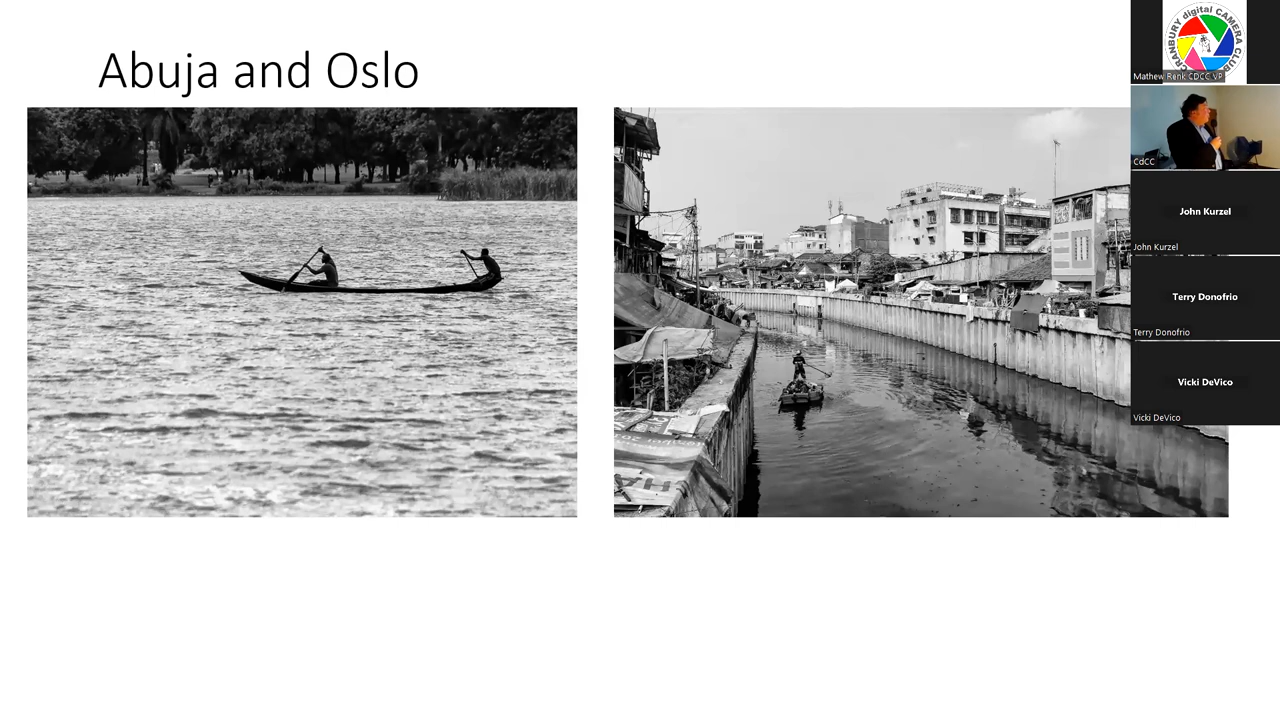 Abuja and Oslo
CRANBURY digital CAMERA CLUB
Mathew Renk CDCC VP
CdCC
John Kurzel
John Kurzel
Terry Donofrio
Terry Donofrio
Vicki DeVico
Vicki DeVico